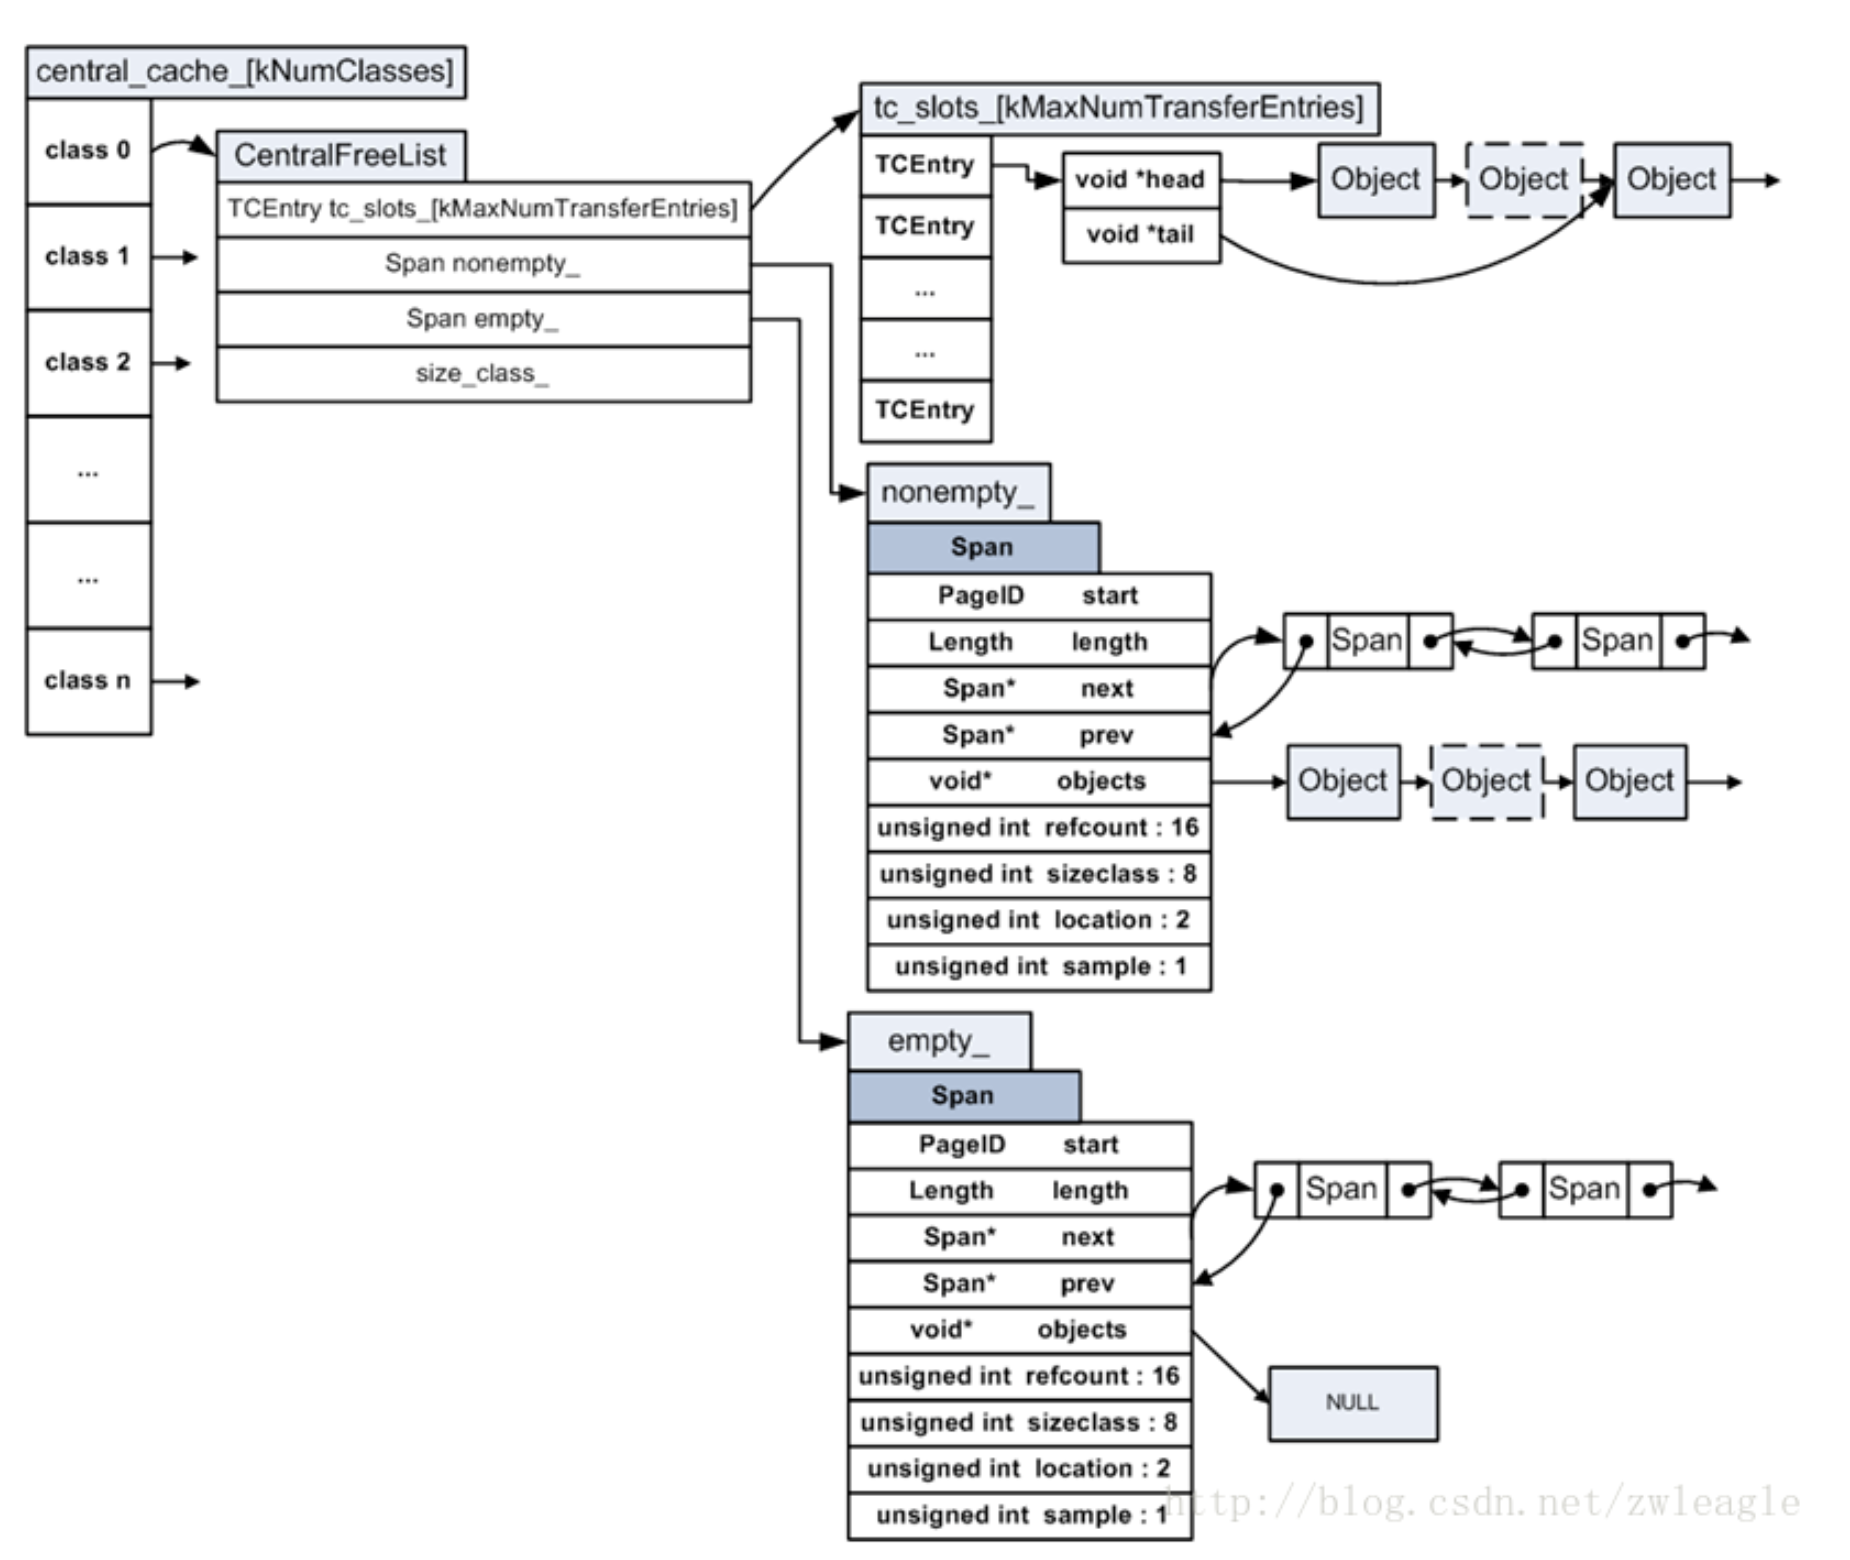 central_cache_[kNumClasses]
class 0
class 1
class 2
...
...
class n
CentralFreeList
TCEntry tc_slots_[kMaxNumTransferEntries]
Span nonempty_
Span empty_
size_class_
tc_slots_[kMaxNumTransferEntries]
TCEntry
TCEntry
...
...
TCEntry
void *head
void *tail
Object
Object
Object
nonempty_
Span
PageID start
Length length
Span* next
Span* prev
void* objects
unsigned int refcount : 16
unsigned int sizeclass : 8
unsigned int location : 2
unsigned int sample : 1
Span
Span
Object
Object
Object
empty_
Span
PageID start
Length length
Span* next
Span* prev
void* objects
unsigned int refcount : 16
unsigned int sizeclass : 8
unsigned int location : 2
unsigned int sample : 1
Span
Span
NULL
http://blog.csdn.net/zwleagle